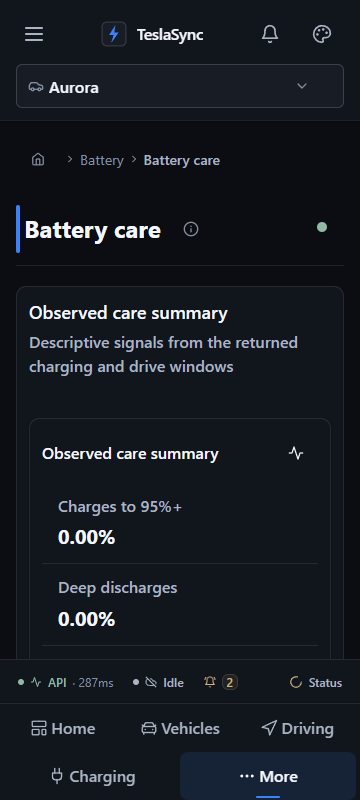 TeslaSync
Aurora
Battery
Battery care
Battery care
Observed care summary
Descriptive signals from the returned
charging and drive windows
Observed care summary
Charges to 95%+
0.00%
Deep discharges
0.00%
API · 287ms
Idle
2
Status
Home
Vehicles
Driving
Charging
More